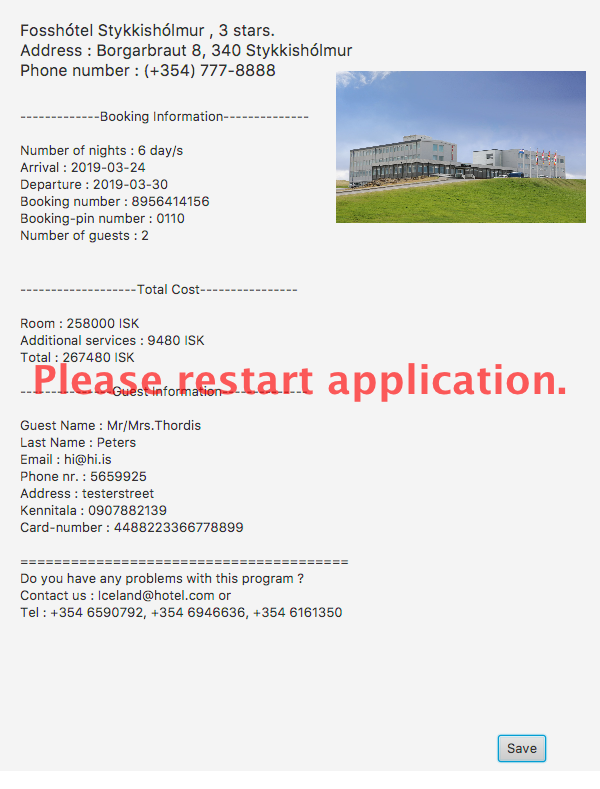 Fosshótel Stykkishólmur , 3 stars.
Address : Borgarbraut 8, 340 Stykkishólmur
Phone number : (+354) 777-8888
-------------Booking Information--------------
Number of nights : 6 day/s
Arrival : 2019-03-24
Departure : 2019-03-30
Booking number : 8956414156
Booking-pin number : 0110
Number of guests : 2
-------------------Total Cost----------------
Room : 258000 ISK
Additional services : 9480 ISK
Total : 267480 ISK
Please restart application.
---------------Guest Information--------------
Guest Name : Mr/Mrs.Thordis
Last Name : Peters
Email : hi@hi.is
Phone nr. : 5659925
Address : testerstreet
Kennitala : 0907882139
Card-number : 4488223366778899
=======================================
Do you have any problems with this program ?
Contact us : Iceland@hotel.com or
Tel : +354 6590792, +354 6946636, +354 6161350
Save